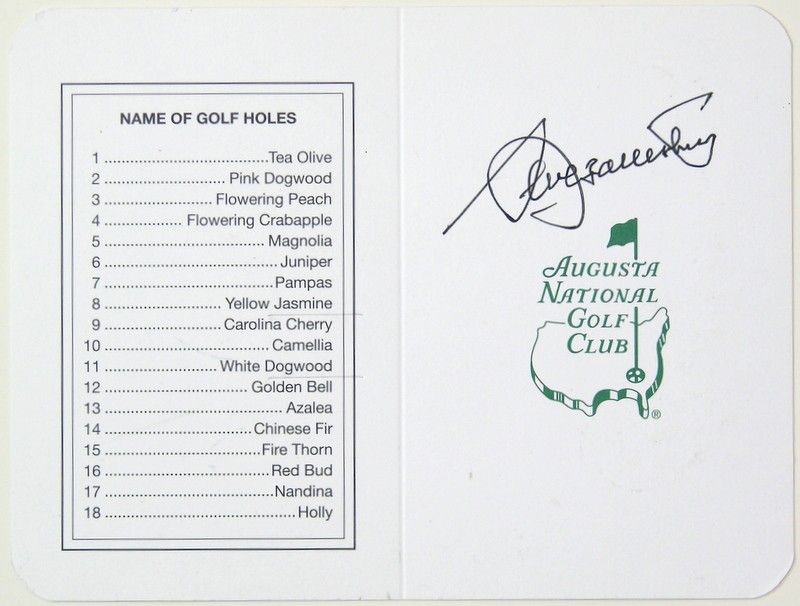 NAME OF GOLF HOLES
1 ..........................................Tea Olive
2 ............................... Pink Dogwood
3 ............................ Flowering Peach
4 .................... Flowering Crabapple
5 ......................................... Magnolia
6 ............................................ Juniper
7 ...........................................Pampas
8 .............................. Yellow Jasmine
9 .............................. Carolina Cherry
10 .......................................... Camellia
11 ............................. White Dogwood
12 ..................................... Golden Bell
13 .............................................. Azalea
14 ......................................Chinese Fir
15 ........................................Fire Thorn
16 ..........................................Red Bud
17 ...........................................Nandina
18 ................................................. Holly
AUGUSTA
NATIONAL
GOLF
CLUB
®